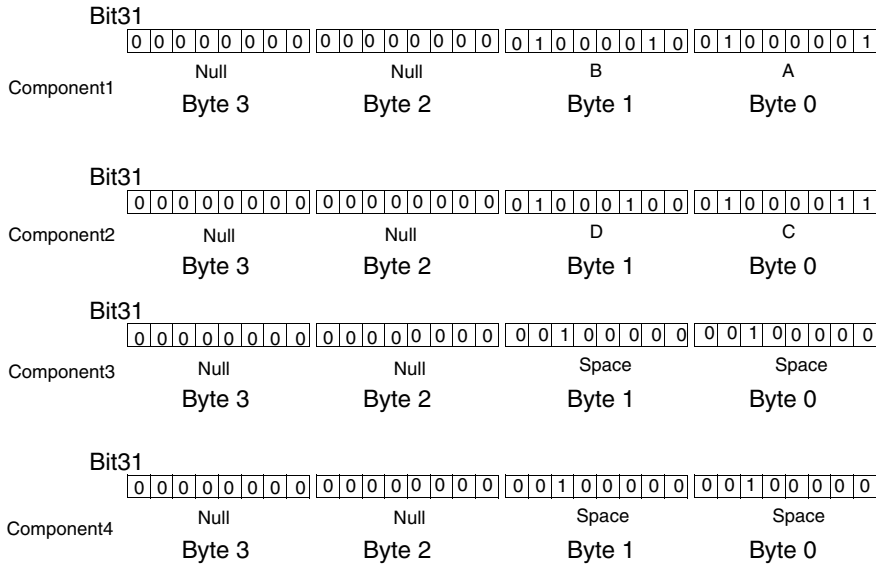 Bit31
0 0 0 0 0 0 0 0 0 0 0 0 0 0 0 0 0 1 0 0 0 0 1 0 0 1 0 0 0 0 0 1
Null Null B A
Component1
Byte 3 Byte 2 Byte 1 Byte 0
Bit31
0 0 0 0 0 0 0 0 0 0 0 0 0 0 0 0 0 1 0 0 0 1 0 0 0 1 0 0 0 0 1 1
Component2 Null Null D C
Byte 3 Byte 2 Byte 1 Byte 0
Bit31
0 0 0 0 0 0 0 0 0 0 0 0 0 0 0 0 0 0 1 0 0 0 0 0 0 0 1 0 0 0 0 0
Component3 Null Null Space Space
Byte 3 Byte 2 Byte 1 Byte 0
Bit31
0 0 0 0 0 0 0 0 0 0 0 0 0 0 0 0 0 0 1 0 0 0 0 0 0 0 1 0 0 0 0 0
Component4 Null Null Space Space
Byte 3 Byte 2 Byte 1 Byte 0